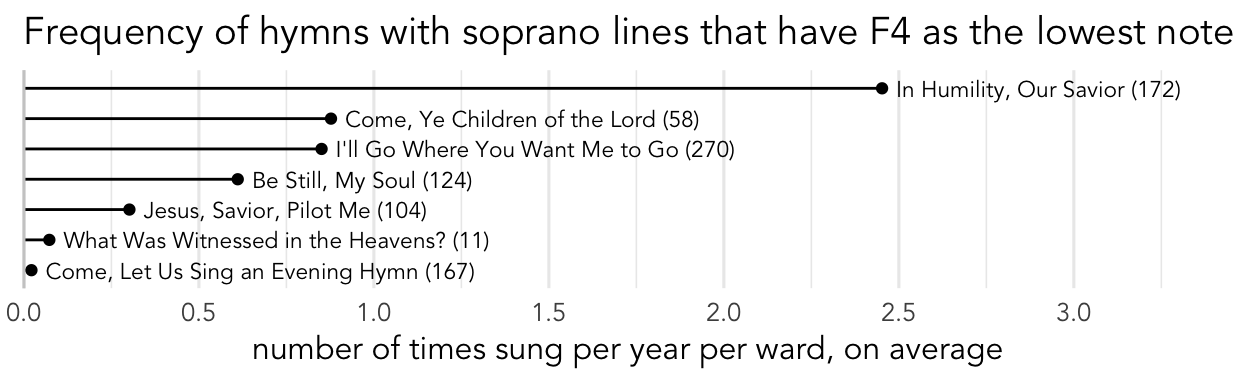 Frequency of hymns with soprano lines that have F4 as the lowest note
In Humility, Our Savior (172)
Come, Ye Children of the Lord (58)
I'll Go Where You Want Me to Go (270)
Be Still, My Soul (124)
Jesus, Savior, Pilot Me (104)
What Was Witnessed in the Heavens? (11)
Come, Let Us Sing an Evening Hymn (167)
0.0 0.5 1.0 1.5 2.0 2.5 3.0
number of times sung per year per ward, on average